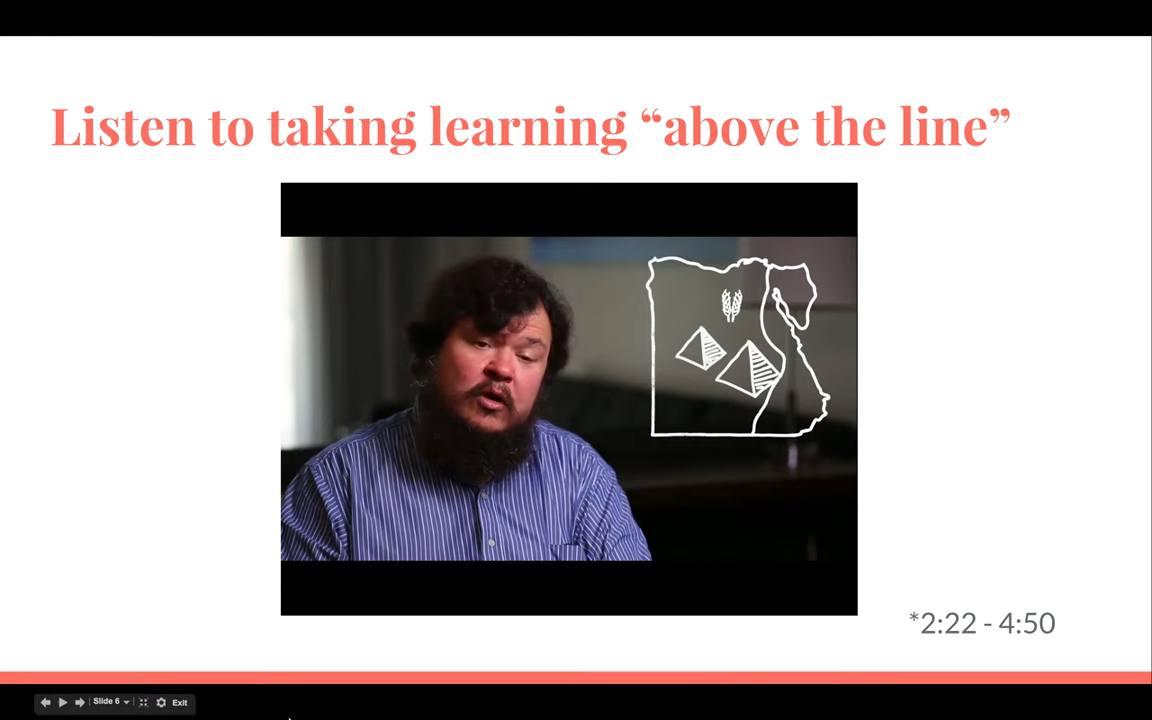 Listen to taking learning “above the line”
*2:22 - 4:50
Slide 6
Exit